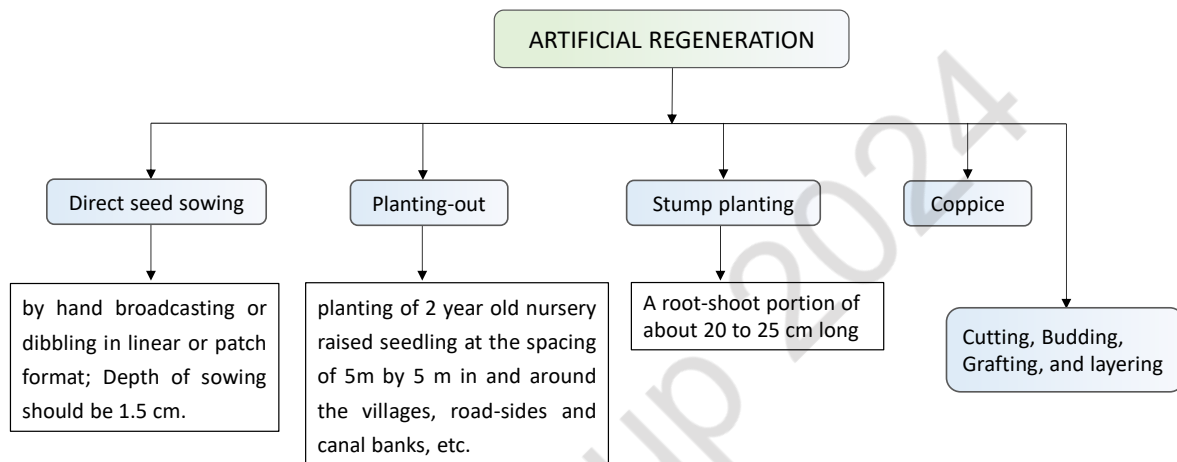 ARTIFICIAL REGENERATION
Direct seed sowing
Planting-out
Stump planting
Coppice
by hand broadcasting or
dibbling in linear or patch
format; Depth of sowing
should be 1.5 cm.
planting of 2 year old nursery
raised seedling at the spacing
of 5m by 5 m in and around
the villages, road-sides and
canal banks, etc.
A root-shoot portion of
about 20 to 25 cm long
Cutting, Budding,
Grafting, and layering
up 2024